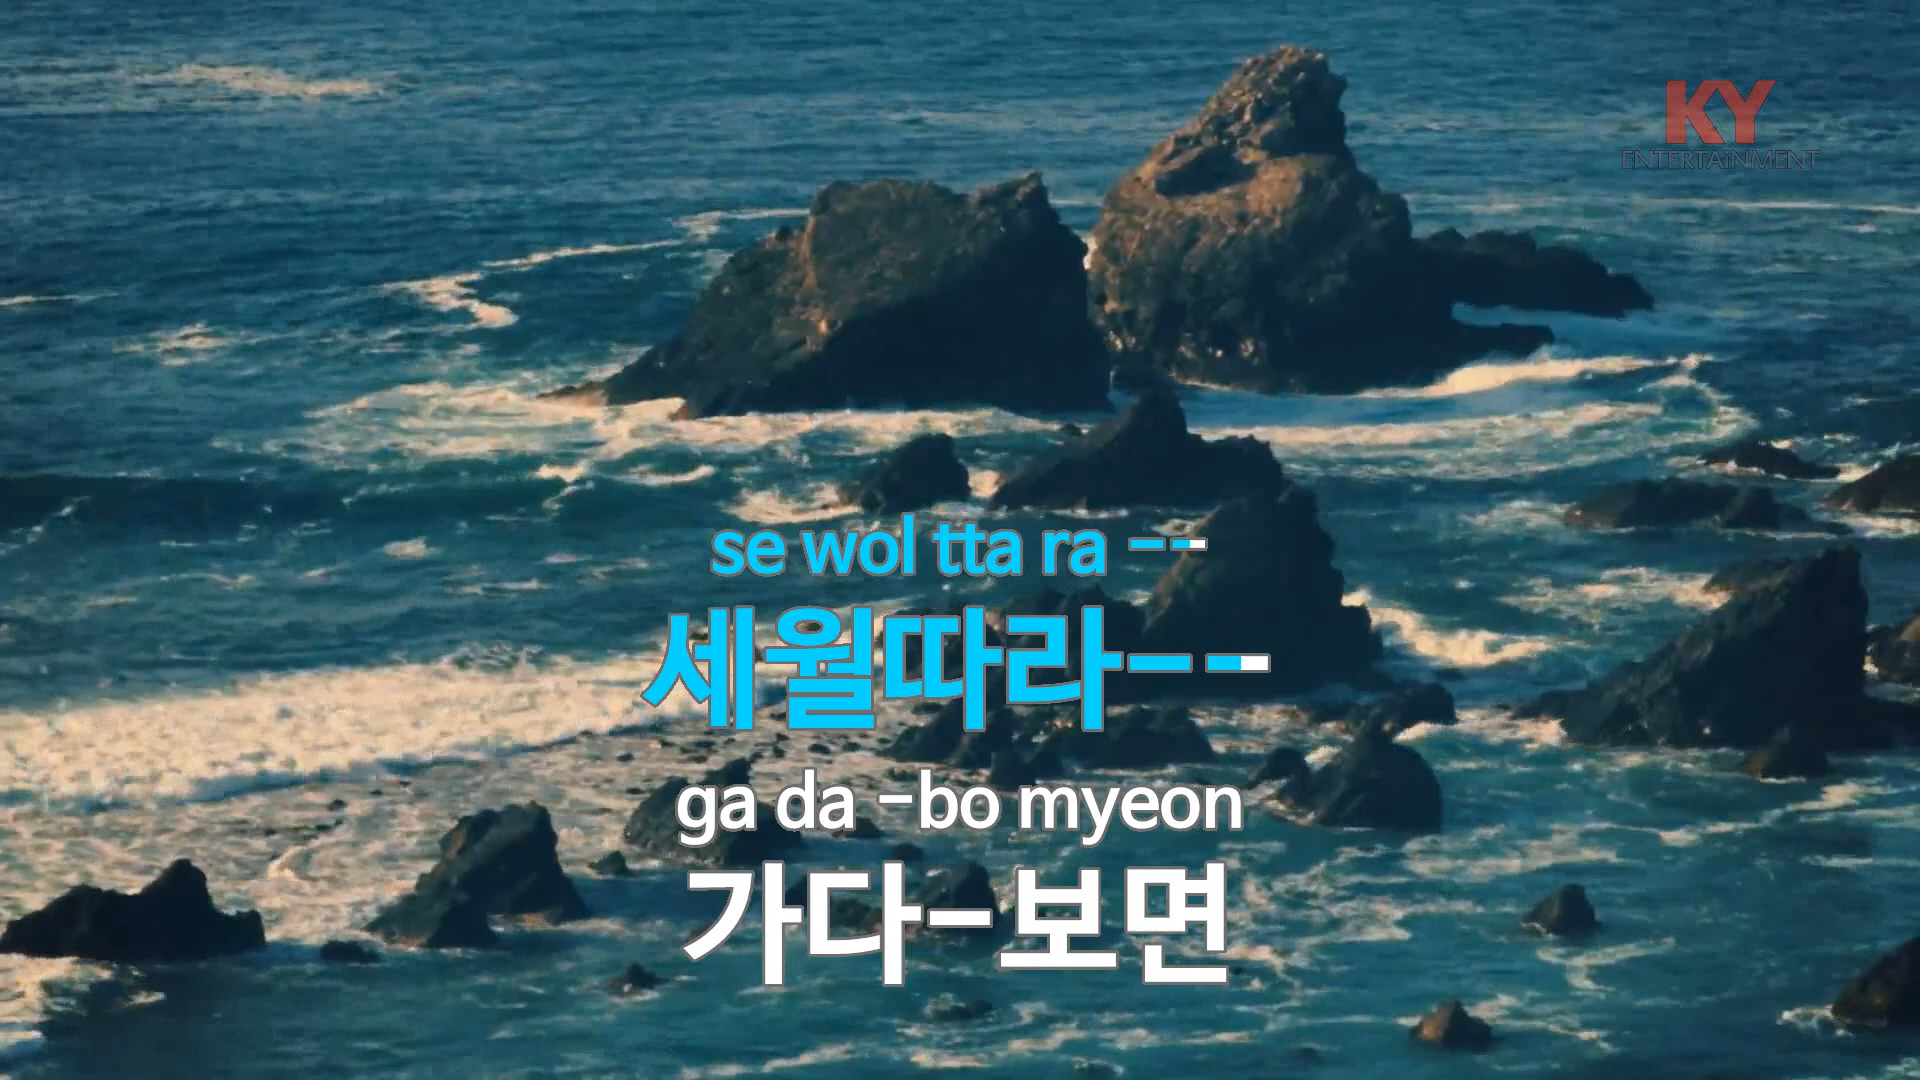 KY
ENTERTAiNMENT
se wol tta ra --
세월따라--
ga da -bo myeon
가다-보면